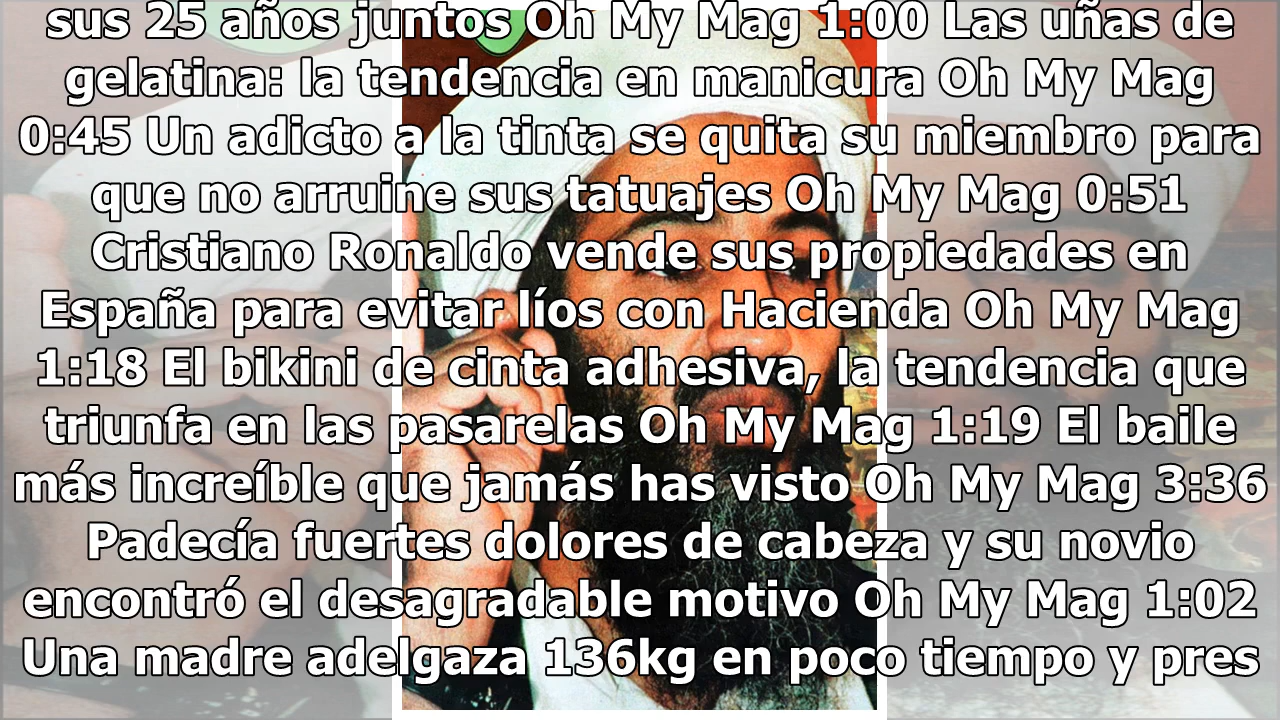 sus 25 años juntos Oh My Mag 1:00 Las uñas de
gelatina: la tendencia en manicura Oh My Mag
0:45 Un adicto a la tinta se quita su miembro para
que no arruine sus tatuajes Oh My Mag 0:51
Cristiano Ronaldo vende sus propiedades en
España para evitar líos con Hacienda Oh My Mag
1:18 El bikini de cinta adhesiva, la tendencia que
triunfa en las pasarelas Oh My Mag 1:19 El baile
más increíble que jamás has visto Oh My Mag 3:36
Padecía fuertes dolores de cabeza y su novio
encontró el desagradable motivo Oh My Mag 1:02
Una madre adelgaza 136kg en poco tiempo y pres